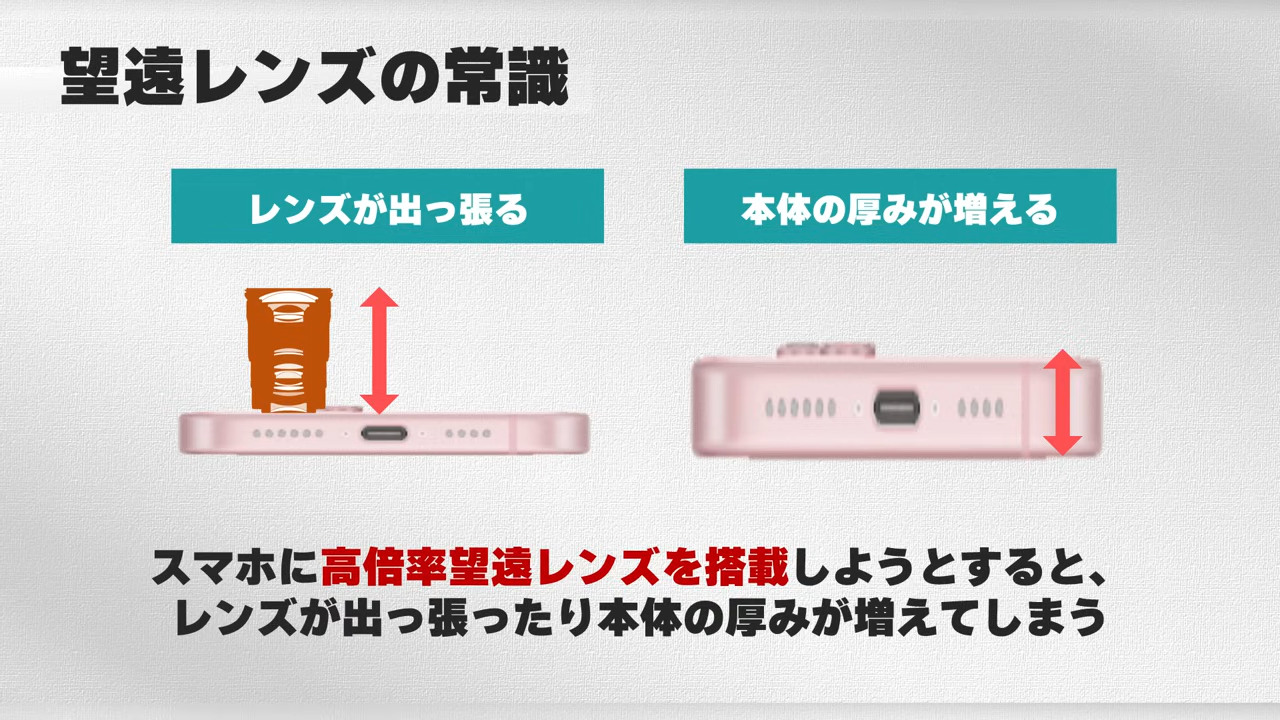 望遠レンズの常識
レンズが出っ張る
本体の厚みが増える
スマホに高倍率望遠レンズを搭載しようとすると、
レンズが出っ張ったり本体の厚みが増えてしまう